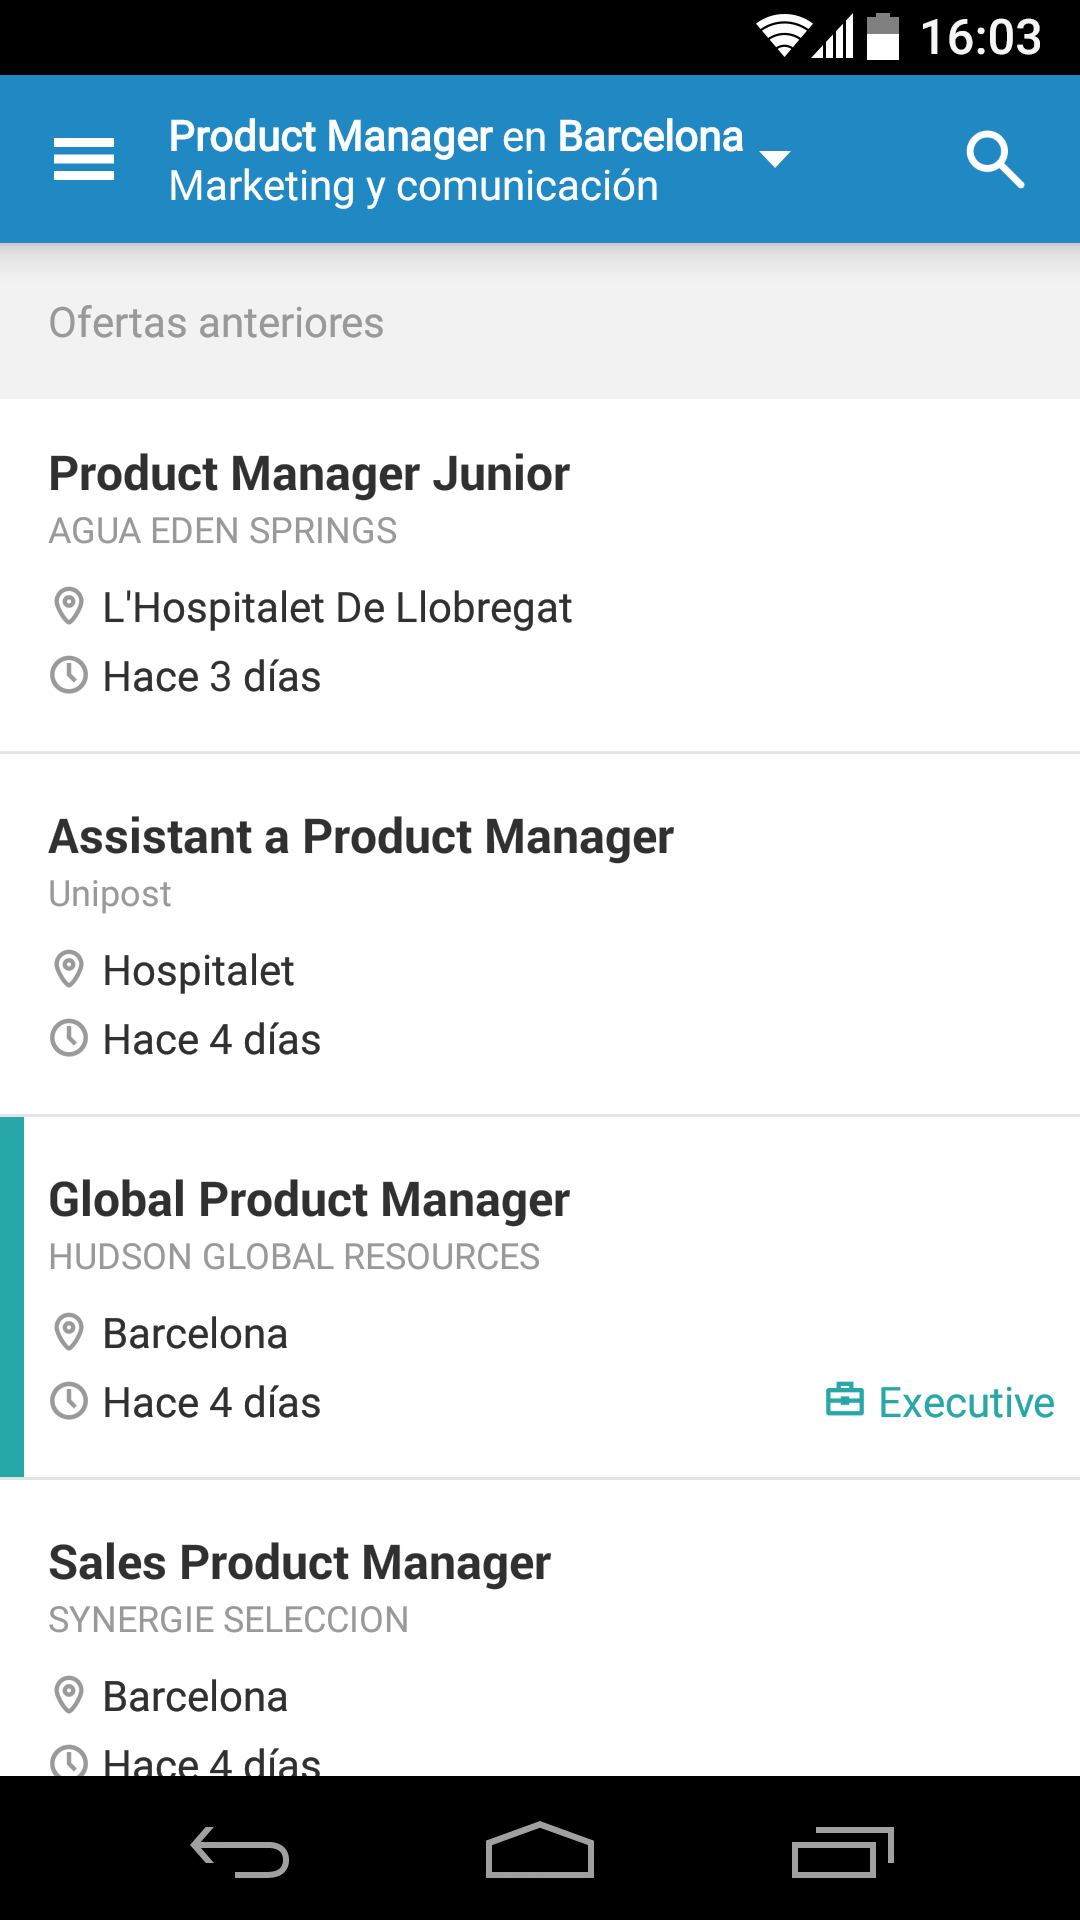 16:03
Product Manager en Barcelona
Marketing y comunicación
Ofertas anteriores
Product Manager Junior
AGUA EDEN SPRINGS
L'Hospitalet De Llobregat
Hace 3 días
Assistant a Product Manager
Unipost
Hospitalet
Hace 4 días
Global Product Manager
HUDSON GLOBAL RESOURCES
Barcelona
Hace 4 días
Executive
Sales Product Manager
SYNERGIE SELECCION
Barcelona
Hace 4 días